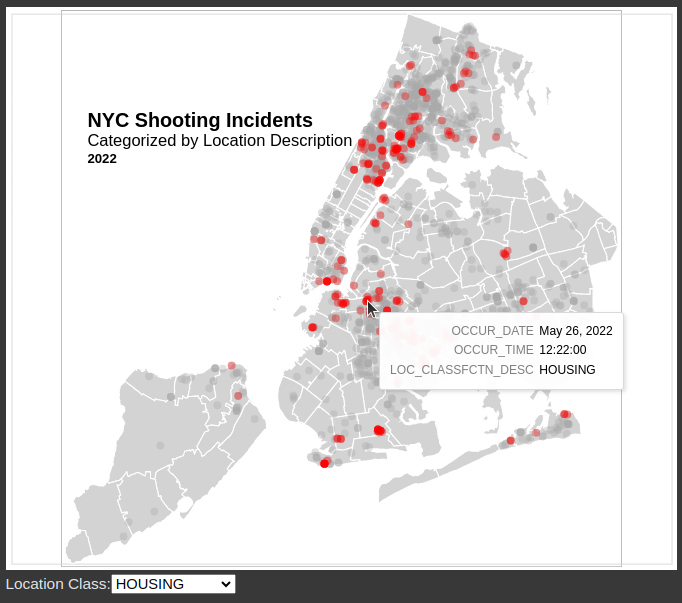 NYC Shooting Incidents
Categorized by Location Description
2022
OCCUR_DATE May 26, 2022
OCCUR_TIME 12:22:00
LOC_CLASSFCTN_DESC HOUSING
Location Class: HOUSING